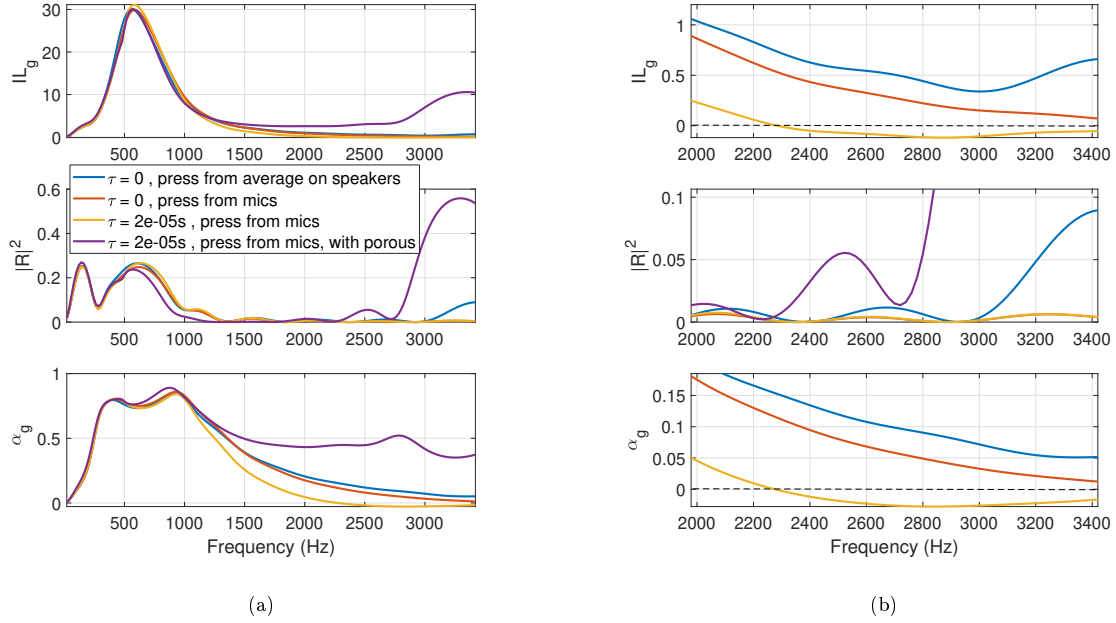 30
20
10
0
IL_g
500 1000 1500 2000 2500 3000
τ = 0 , press from average on speakers
τ = 0 , press from mics
τ = 2e-05s , press from mics
τ = 2e-05s , press from mics, with porous
0.6
0.4
0.2
0
|R|²
500 1000 1500 2000 2500 3000
1
0.5
0
α_g
500 1000 1500 2000 2500 3000
Frequency (Hz)
(a)
1
0.5
0
IL_g
2000 2200 2400 2600 2800 3000 3200 3400
0.1
0.05
0
|R|²
2000 2200 2400 2600 2800 3000 3200 3400
0.15
0.1
0.05
0
α_g
2000 2200 2400 2600 2800 3000 3200 3400
Frequency (Hz)
(b)